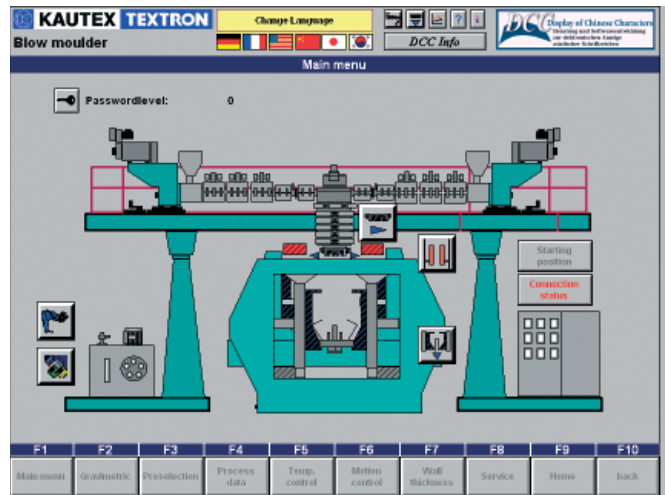 KAUTEX TEXTRON
Change Language
?
Display of Chinese Characters
Blow moulder
DCC Info
DCC
Main menu
Passwordlevel: 0
Starting
position
Connection
status
F1 F2 F3 F4 F5 F6 F7 F8 F9 F10
Main menu Gravimetric Preselection Process data Temp. control Motion control Wall thickness Service Home back